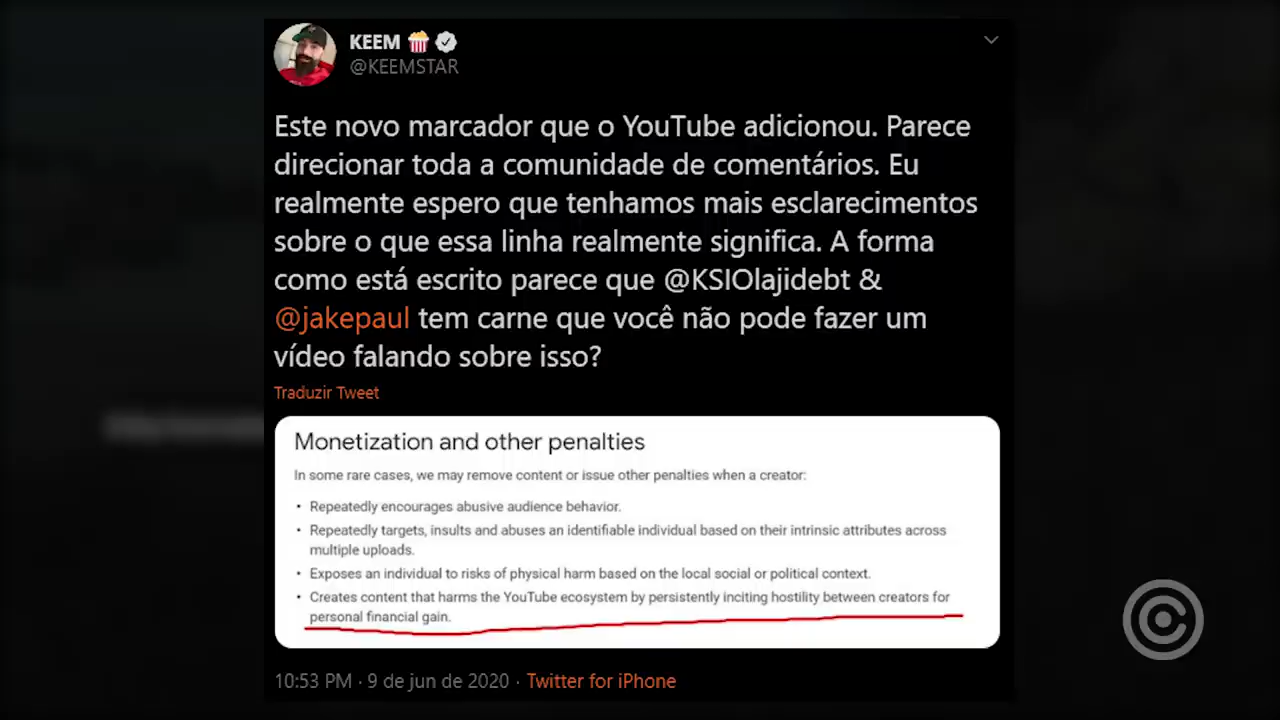 KEEM
@KEEMSTAR
Este novo marcador que o YouTube adicionou. Parece
direcionar toda a comunidade de comentários. Eu
realmente espero que tenhamos mais esclarecimentos
sobre o que essa linha realmente significa. A forma
como está escrito parece que @KSIOlajidebt &
@jakepaul tem carne que você não pode fazer um
vídeo falando sobre isso?
Traduzir Tweet
Monetization and other penalties
In some rare cases, we may remove content or issue other penalties when a creator:
• Repeatedly encourages abusive audience behavior.
• Repeatedly targets, insults and abuses an identifiable individual based on their intrinsic attributes across
multiple uploads.
• Exposes an individual to risks of physical harm based on the local social or political context.
• Creates content that harms the YouTube ecosystem by persistently inciting hostility between creators for
personal financial gain.
10:53 PM · 9 de jun de 2020 · Twitter for iPhone